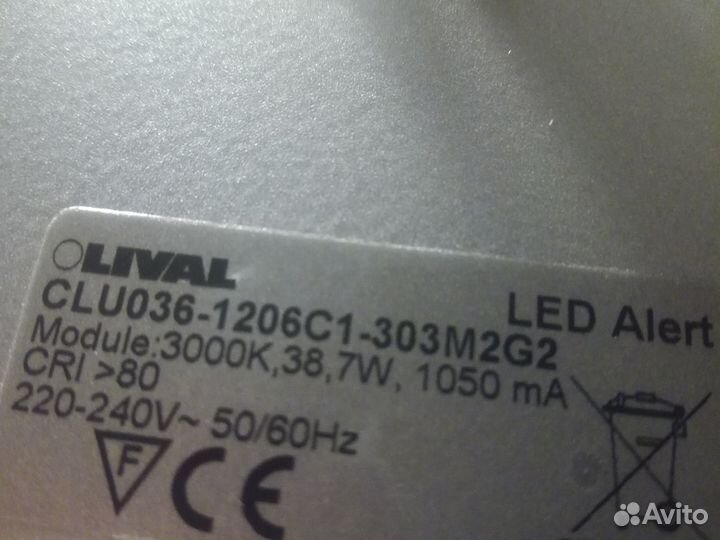 LIVAL
CLU036-1206C1-303M2G2
LED Alert
Module:3000K,38,7W, 1050 mA
CRI >80
220-240V~ 50/60Hz
F CE
Avito